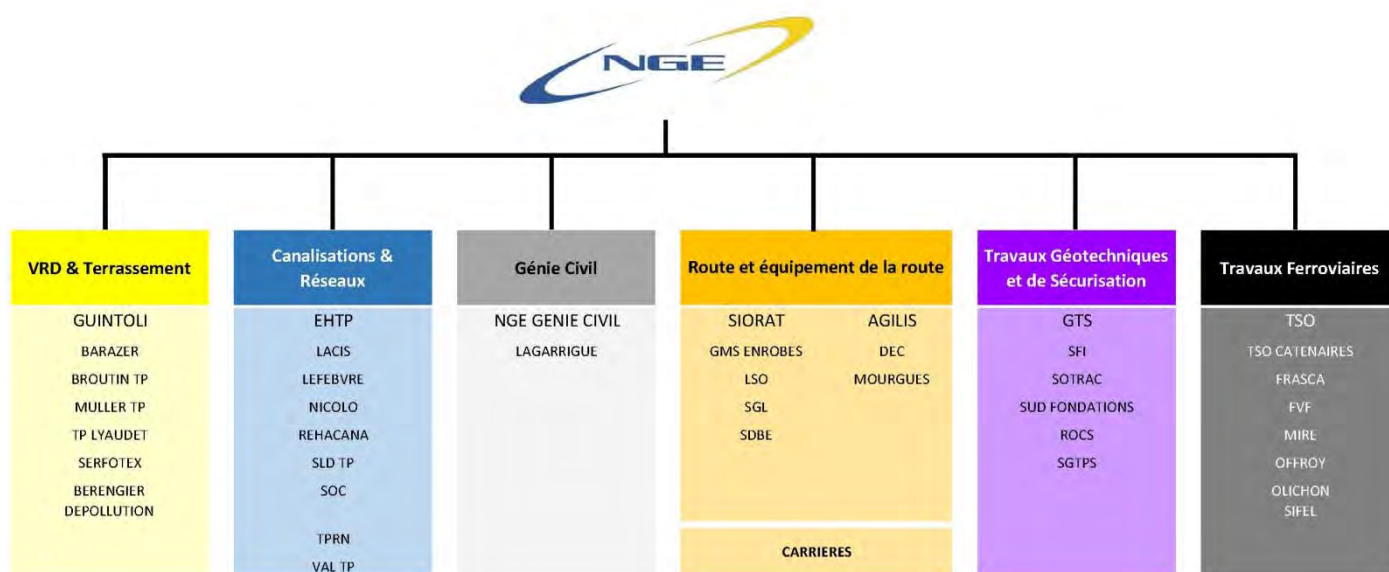 NGE
VRD & Terrassement
GUINTOLI
BARAZER
BROUTIN TP
MULLER TP
TP LYAUDET
SERFOTEX
BERENGIER
DEPOLLUTION
Canalisations &
Réseaux
EHTP
LACIS
LEFEBVRE
NICOLO
REHACANA
SLD TP
SOC
TPRN
VAL TP
Génie Civil
NGE GENIE CIVIL
LAGARRIGUE
Route et équipement de la route
SIORAT
GMS ENROBES
LSO
SGL
SDBE
AGILIS
DEC
MOURGUES
CARRIERES
Travaux Géotechniques
et de Sécurisation
GTS
SFI
SOTRAC
SUD FONDATIONS
ROCS
SGTPS
Travaux Ferroviaires
TSO
TSO CATENAIRES
FRASCA
FVF
MIRE
OFFROY
OLICHON
SIFEL